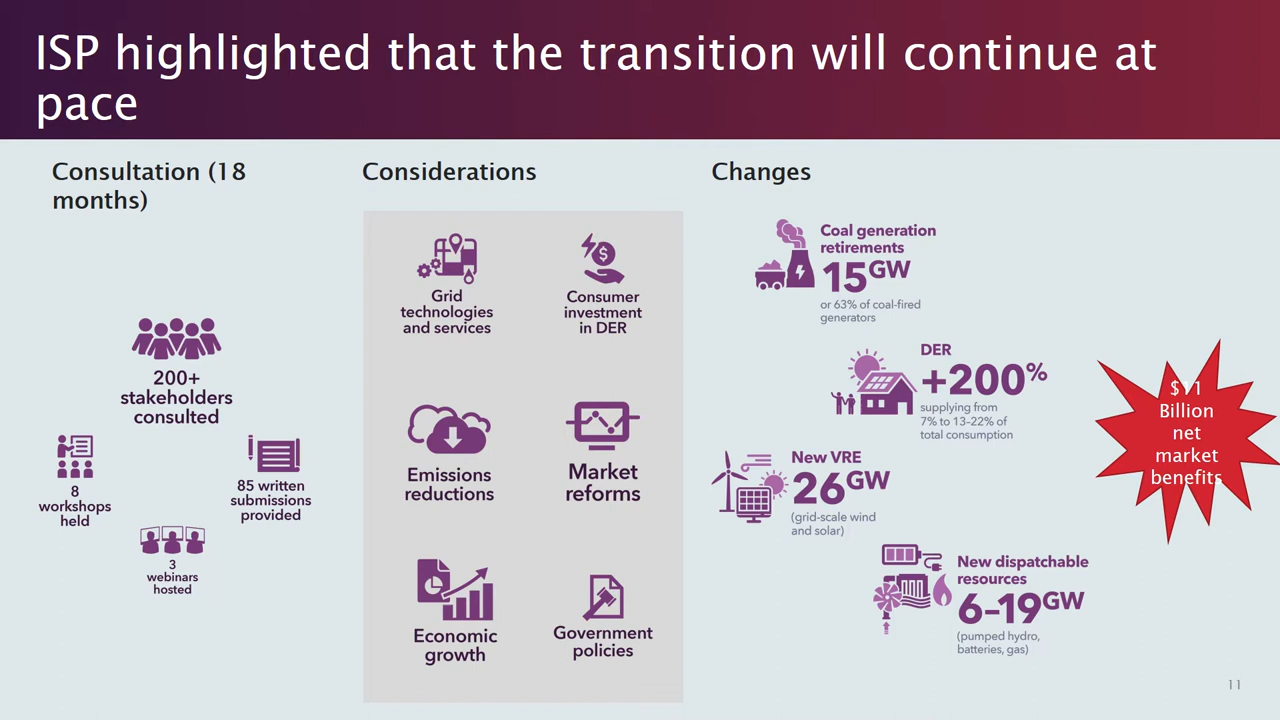 ISP highlighted that the transition will continue at
pace
Consultation (18
months)
200+
stakeholders
consulted
8
workshops
held
85 written
submissions
provided
3
webinars
hosted
Considerations
Grid
technologies
and services
Consumer
investment
in DER
Emissions
reductions
Market
reforms
Economic
growth
Government
policies
Changes
Coal generation
retirements
15GW
or 63% of coal-fired
generators
DER
+200%
supplying from
7% to 13–22% of
total consumption
New VRE
26GW
(grid-scale wind
and solar)
New dispatchable
resources
6–19GW
(pumped hydro,
batteries, gas)
$11
Billion
net
market
benefits
11